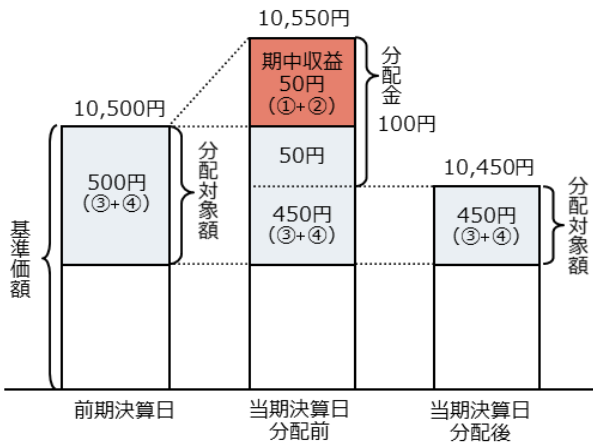 10,550円
期中収益
50円
(①+②)
分配金
100円
10,500円
50円
10,450円
500円
(③+④)
分配対象額
450円
(③+④)
450円
(③+④)
分配対象額
基準価額
前期決算日
当期決算日
分配前
当期決算日
分配後